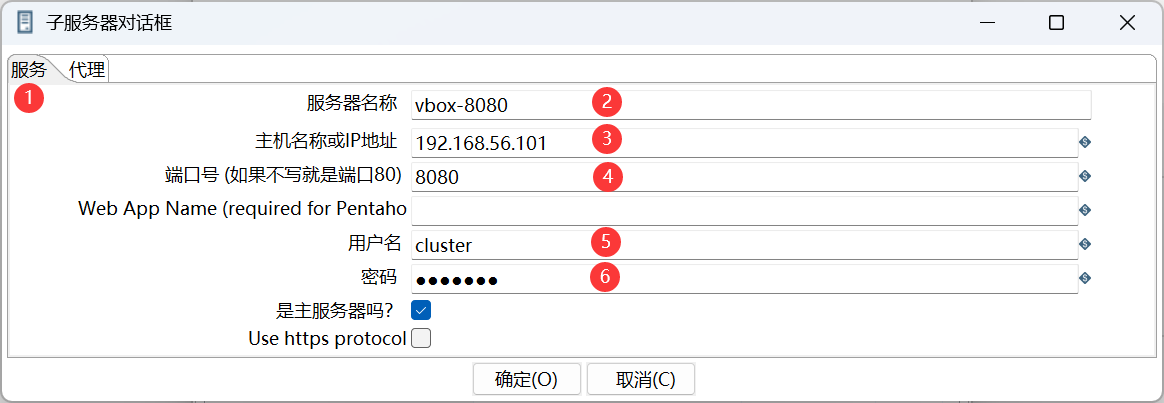 子服务器对话框
服务 代理
1
服务器名称 vbox-8080 2
主机名称或IP地址 192.168.56.101 3
端口号 (如果不写就是端口80) 8080 4
Web App Name (required for Pentaho
用户名 cluster 5
密码 ●●●●●●● 6
是主服务器吗?
Use https protocol
确定(O) 取消(C)